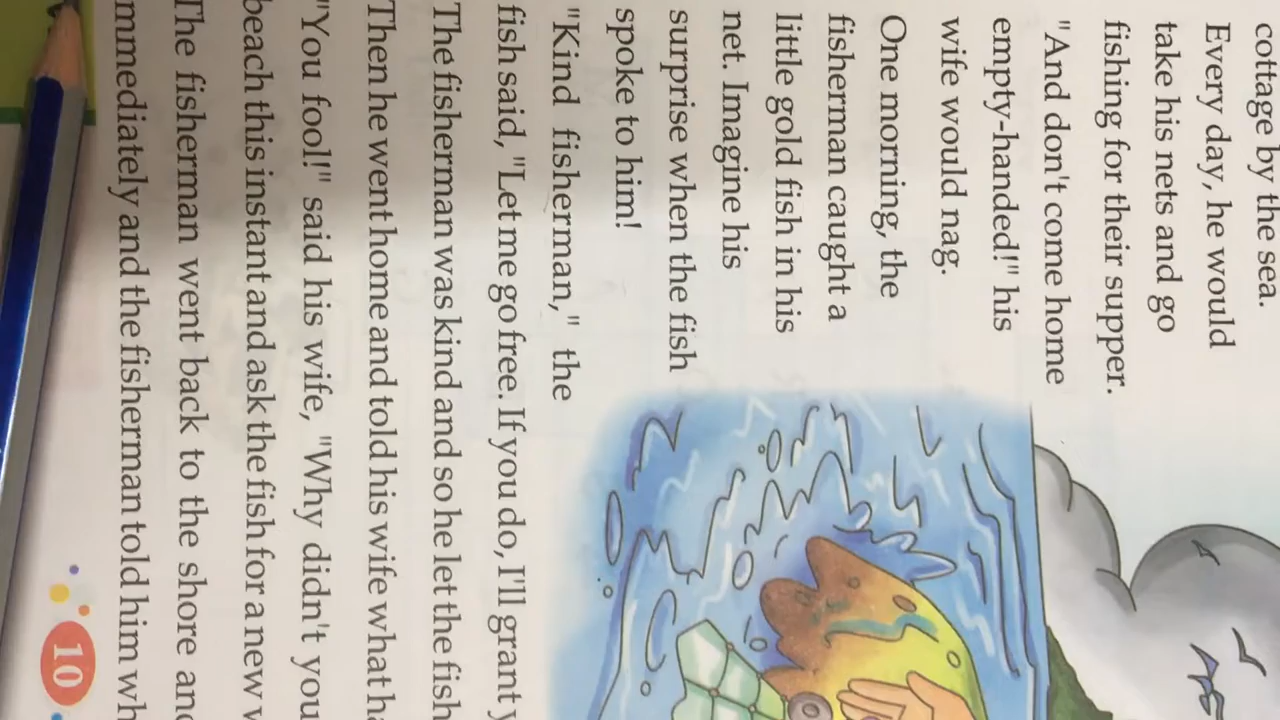 cottage by the sea.
Every day, he would
take his nets and go
fishing for their supper.
"And don't come home
empty-handed!" his
wife would nag.
One morning, the
fisherman caught a
little gold fish in his
net. Imagine his
surprise when the fish
spoke to him!
"Kind fisherman," the
fish said, "Let me go free. If you do, I'll grant
The fisherman was kind and so he let the fish
Then he went home and told his wife what
"You fool!" said his wife, "Why didn't you
beach this instant and ask the fish for a new
The fisherman went back to the shore and
mmediately and the fisherman told him
10